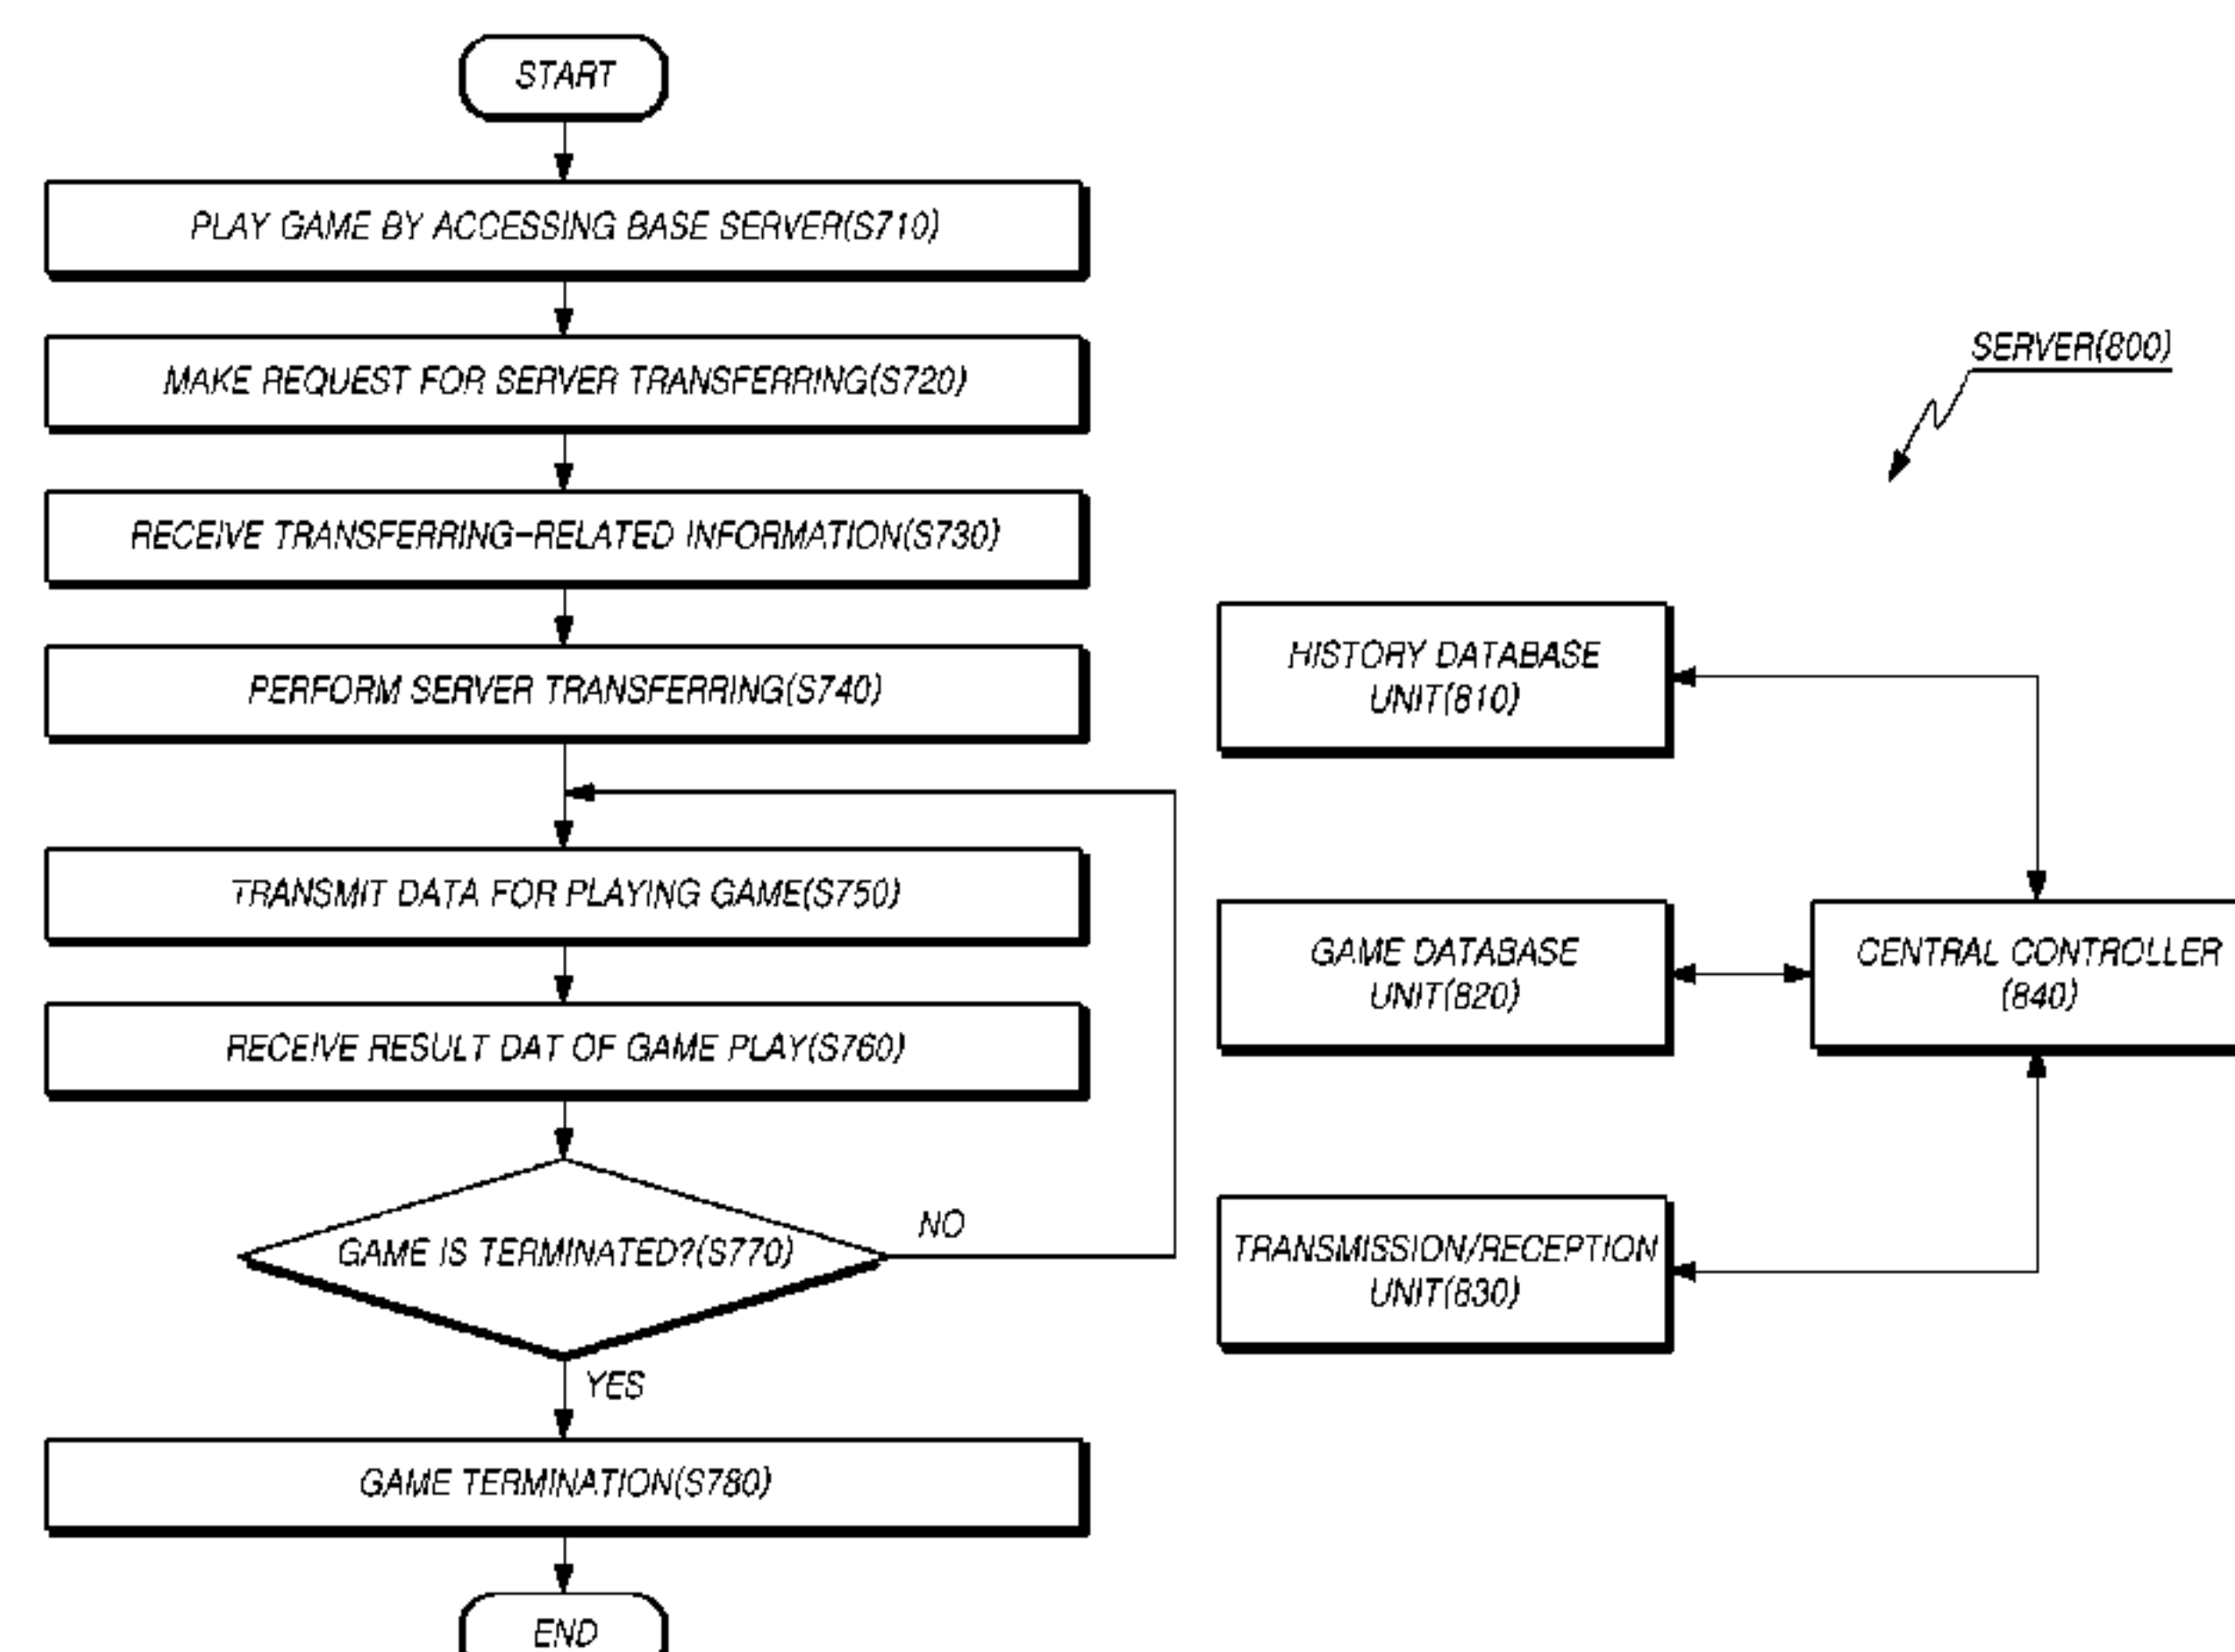 START
PLAY GAME BY ACCESSING BASE SERVER(S710)
MAKE REQUEST FOR SERVER TRANSFERRING(S720)
RECEIVE TRANSFERRING-RELATED INFORMATION(S730)
PERFORM SERVER TRANSFERRING(S740)
TRANSMIT DATA FOR PLAYING GAME(S750)
RECEIVE RESULT DAT OF GAME PLAY(S760)
GAME IS TERMINATED?(S770)
NO
YES
GAME TERMINATION(S780)
END
SERVER(800)
HISTORY DATABASE
UNIT(810)
GAME DATABASE
UNIT(820)
CENTRAL CONTROLLER
(840)
TRANSMISSION/RECEPTION
UNIT(830)